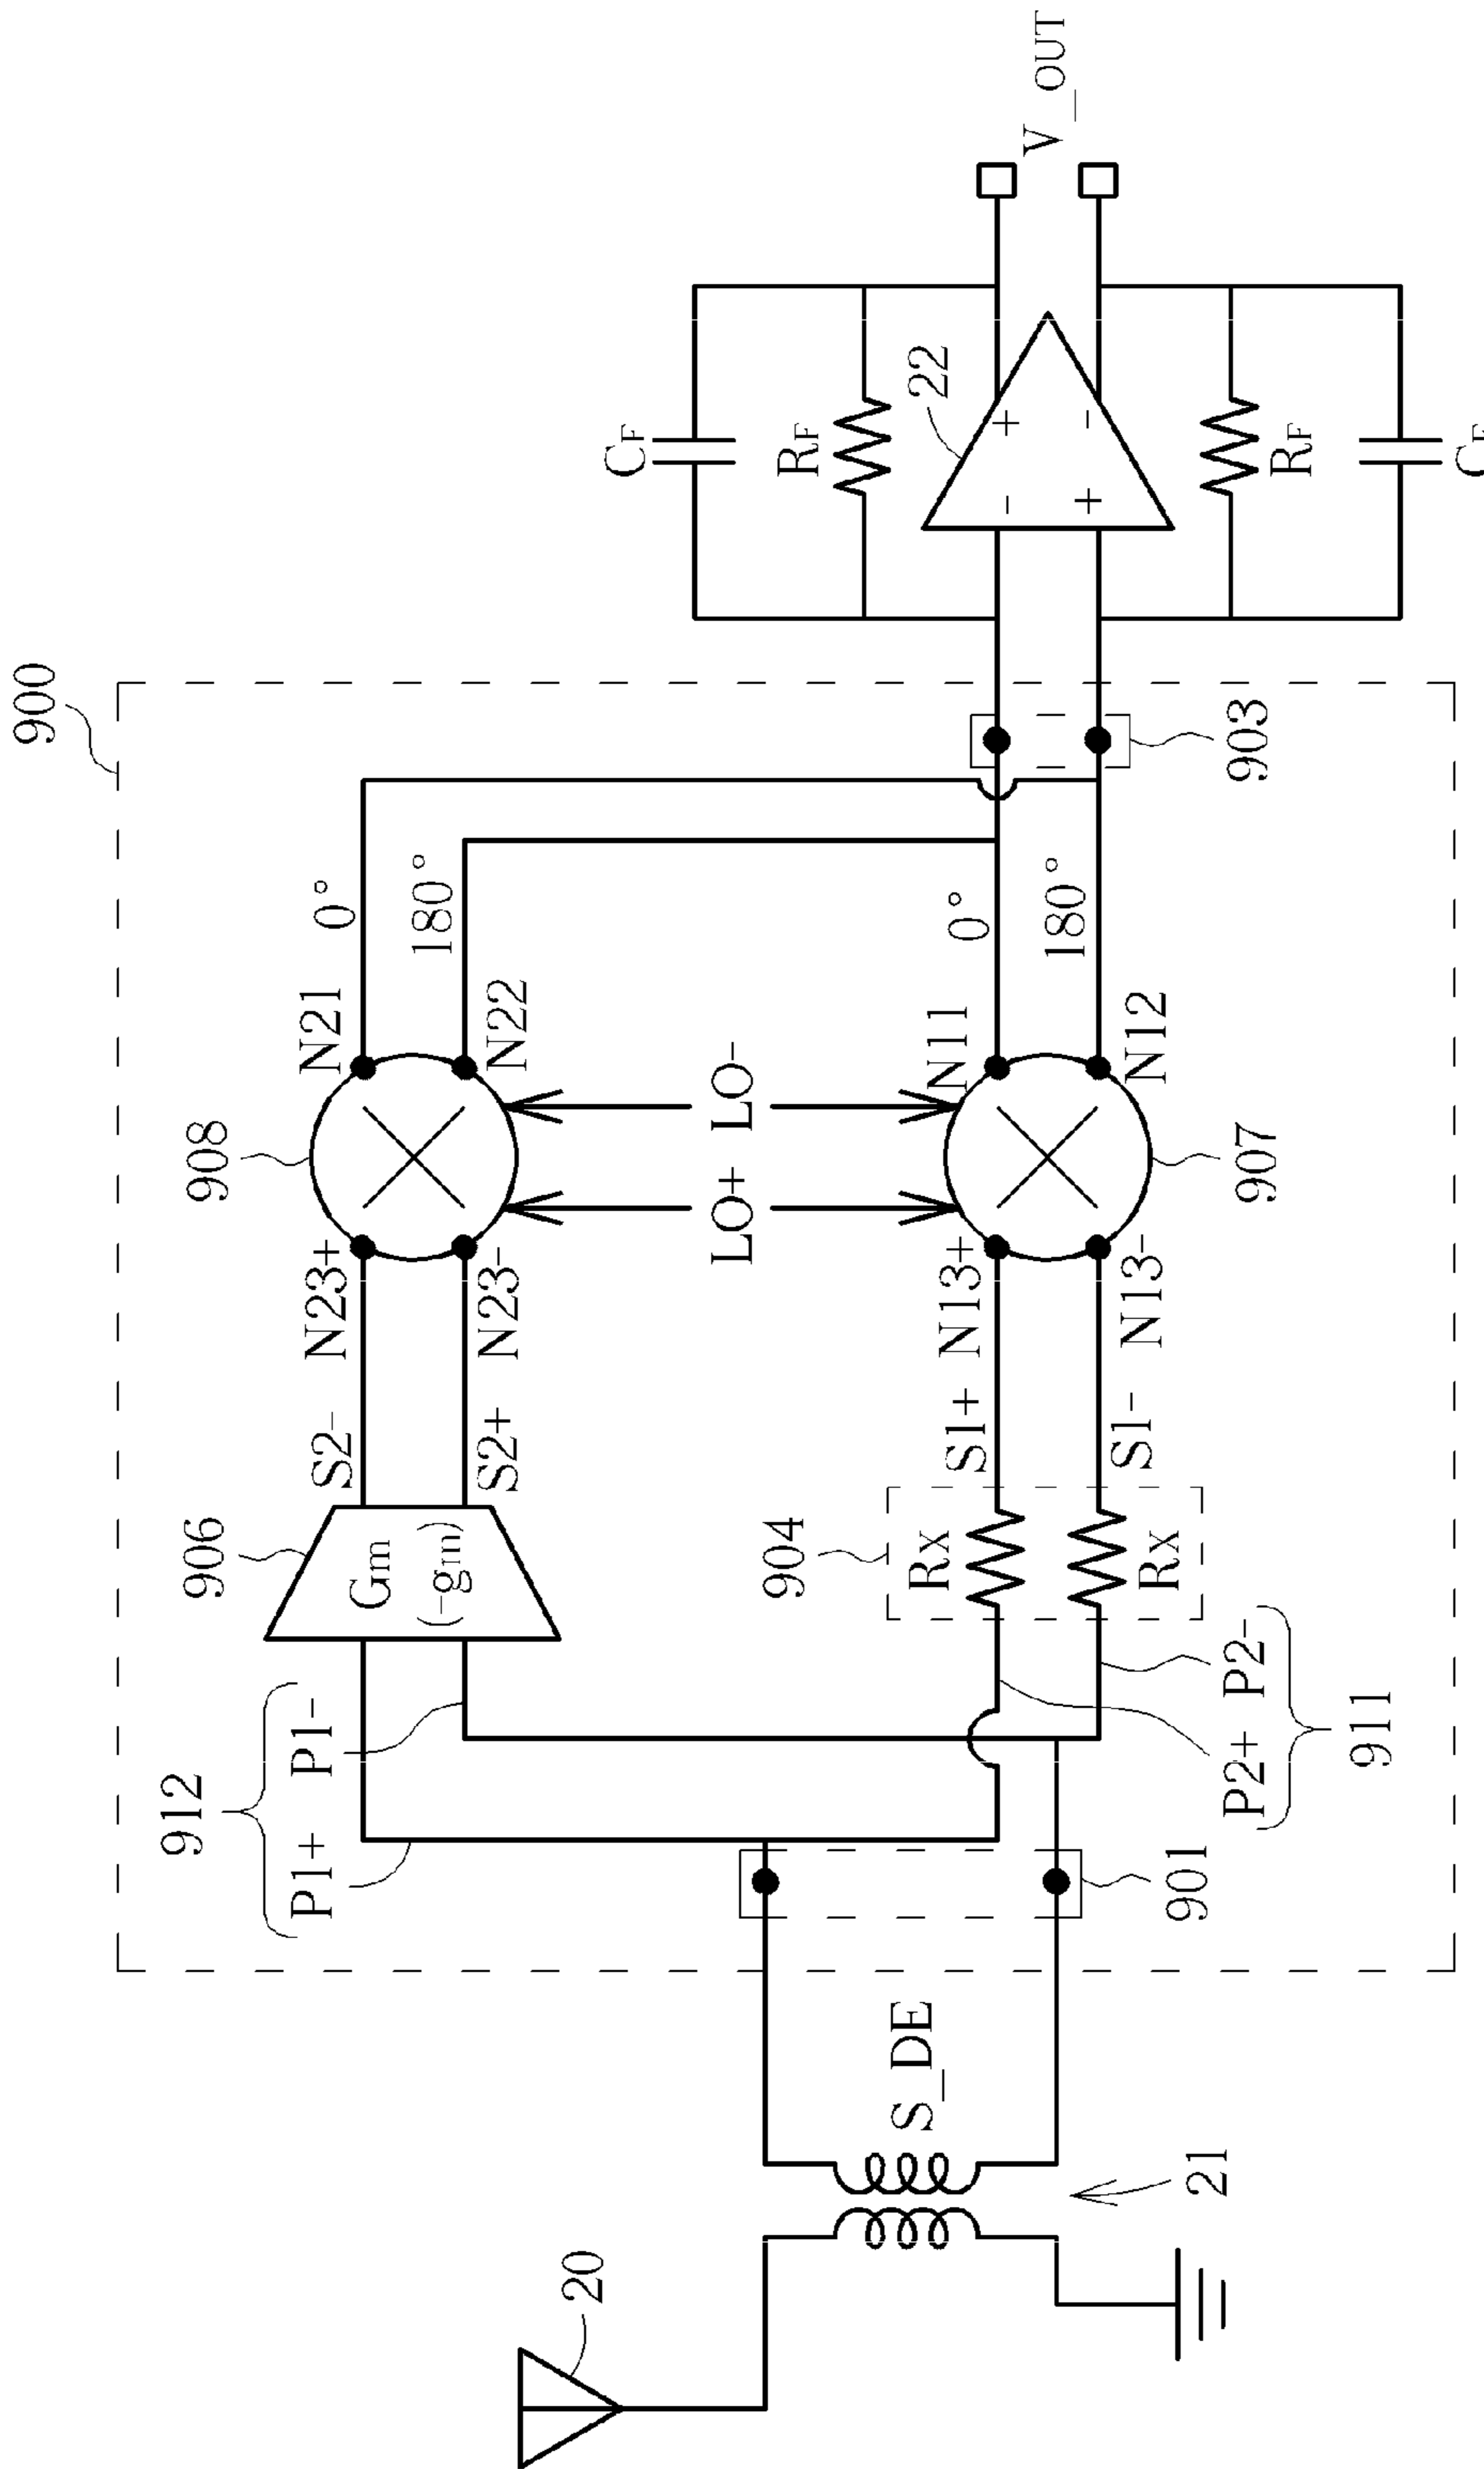 900
912
P1+
P1-
906
Gm
(-gm)
S2-
S2+
N23+
N23-
908
N21
N22
0°
180°
20
21
S_DE
901
904
Rx
Rx
P2+
P2-
911
S1+
S1-
N13+
N13-
LO+
LO-
907
N11
N12
0°
180°
903
CF
RF
22
-
+
+
-
RF
V_OUT